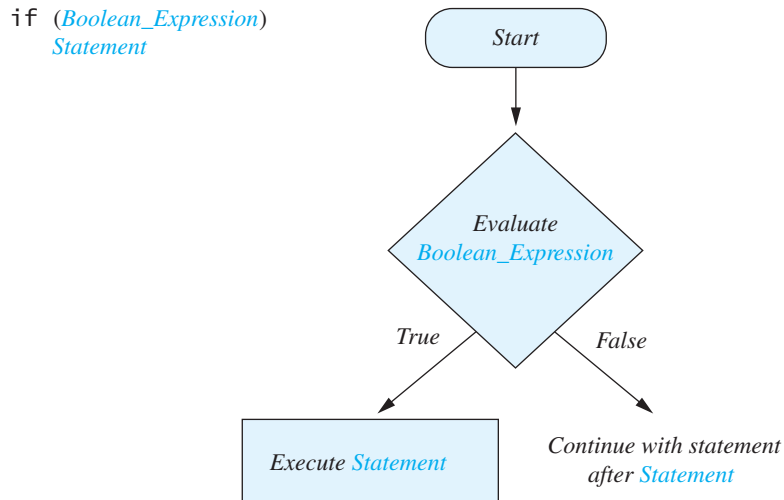 if (Boolean_Expression)
Statement
Start
Evaluate
Boolean_Expression
True
False
Execute Statement
Continue with statement
after Statement